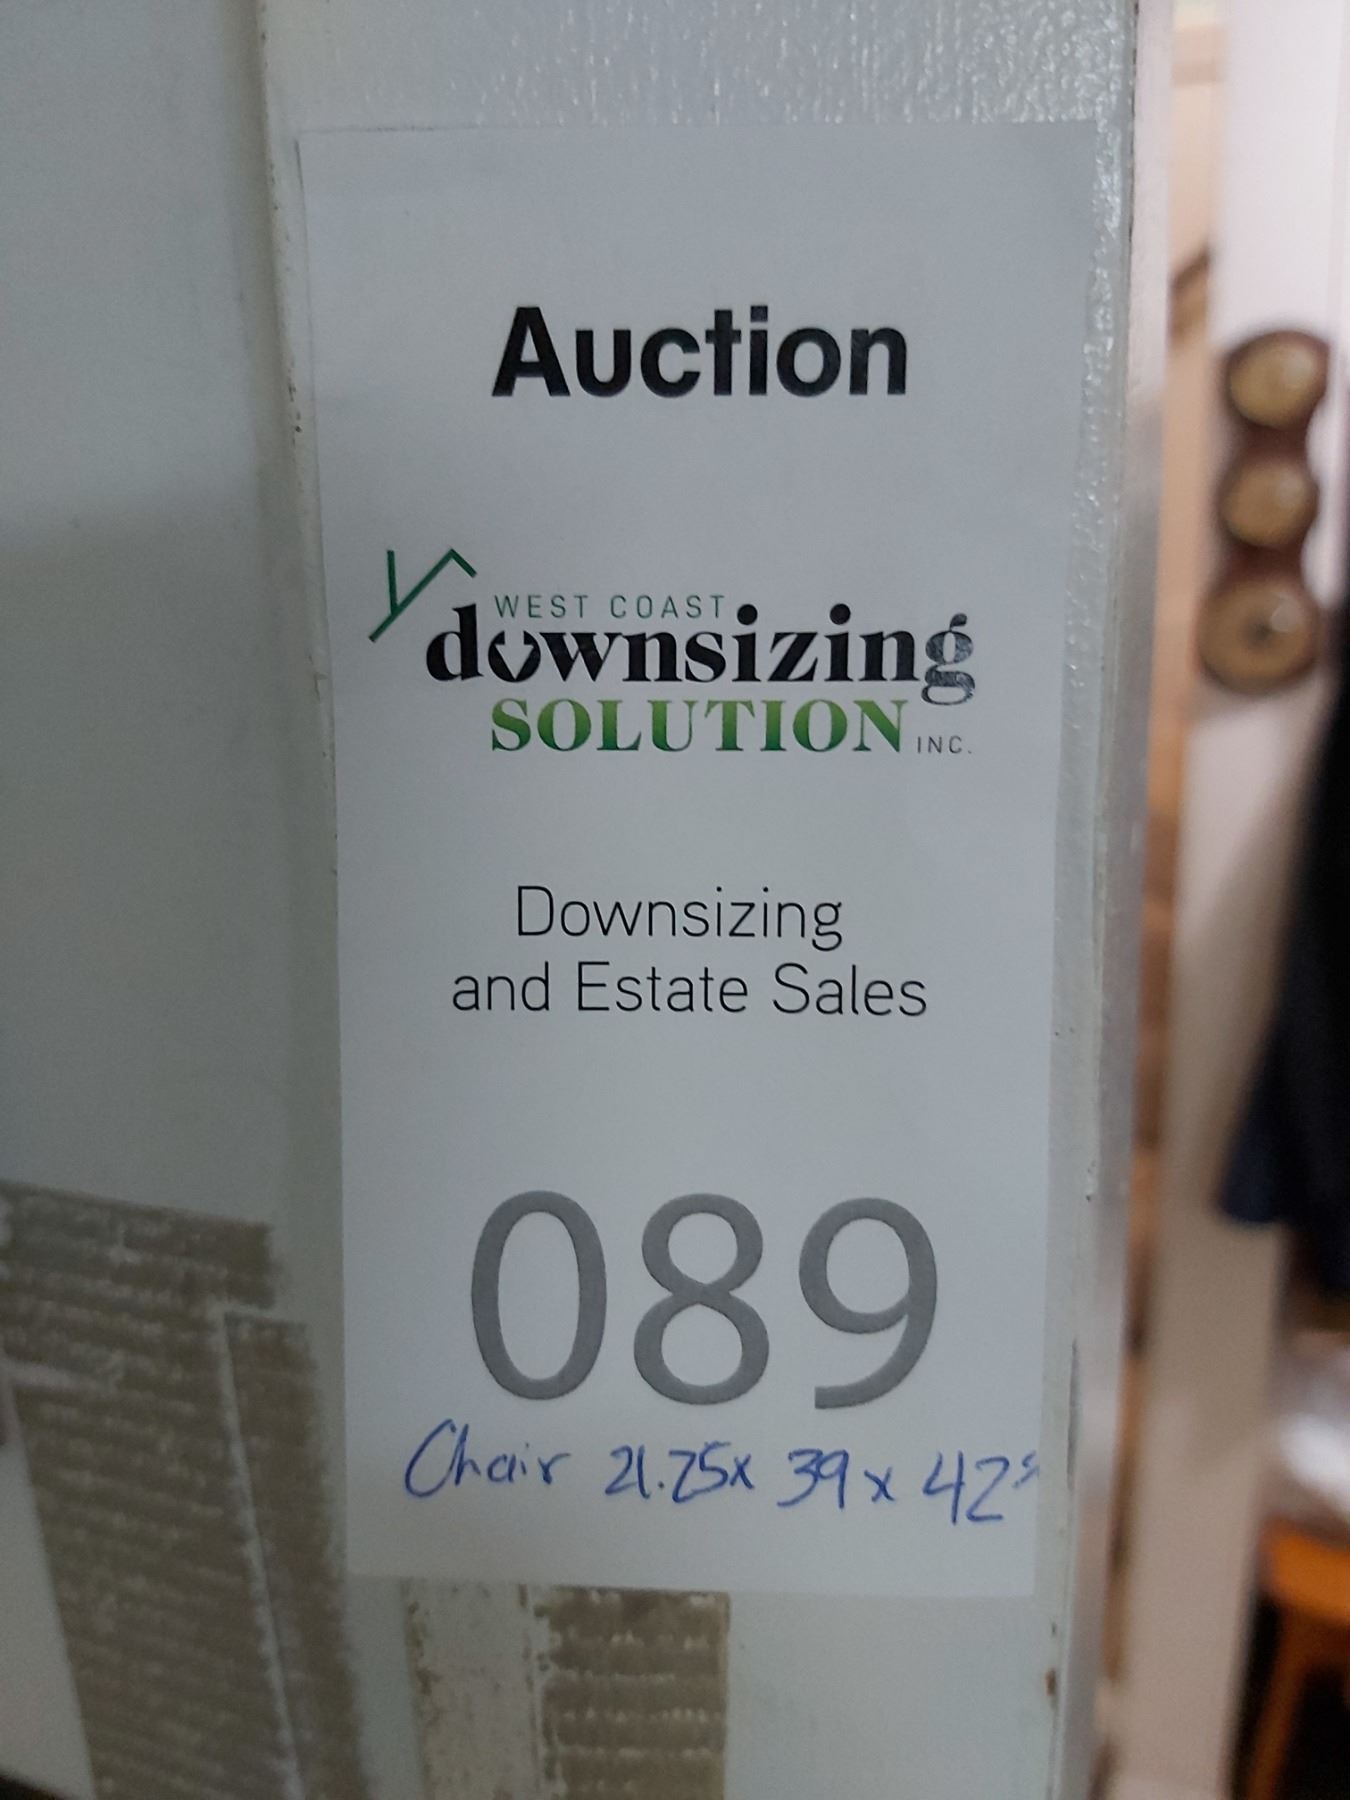 Auction
WEST COAST
downsizing
SOLUTION INC.
Downsizing
and Estate Sales
089
Chair 21.25x 39 x 42"